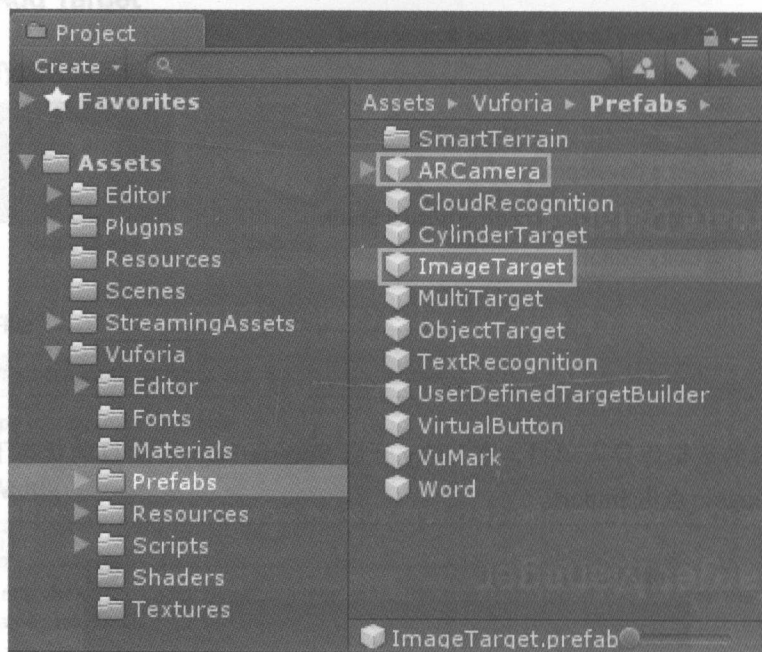 Project
Create
Favorites
Assets
Editor
Plugins
Resources
Scenes
StreamingAssets
Vuforia
Editor
Fonts
Materials
Prefabs
Resources
Scripts
Shaders
Textures
Assets ▸ Vuforia ▸ Prefabs ▸
SmartTerrain
ARCamera
CloudRecognition
CylinderTarget
ImageTarget
MultiTarget
ObjectTarget
TextRecognition
UserDefinedTargetBuilder
VirtualButton
VuMark
Word
ImageTarget.prefab